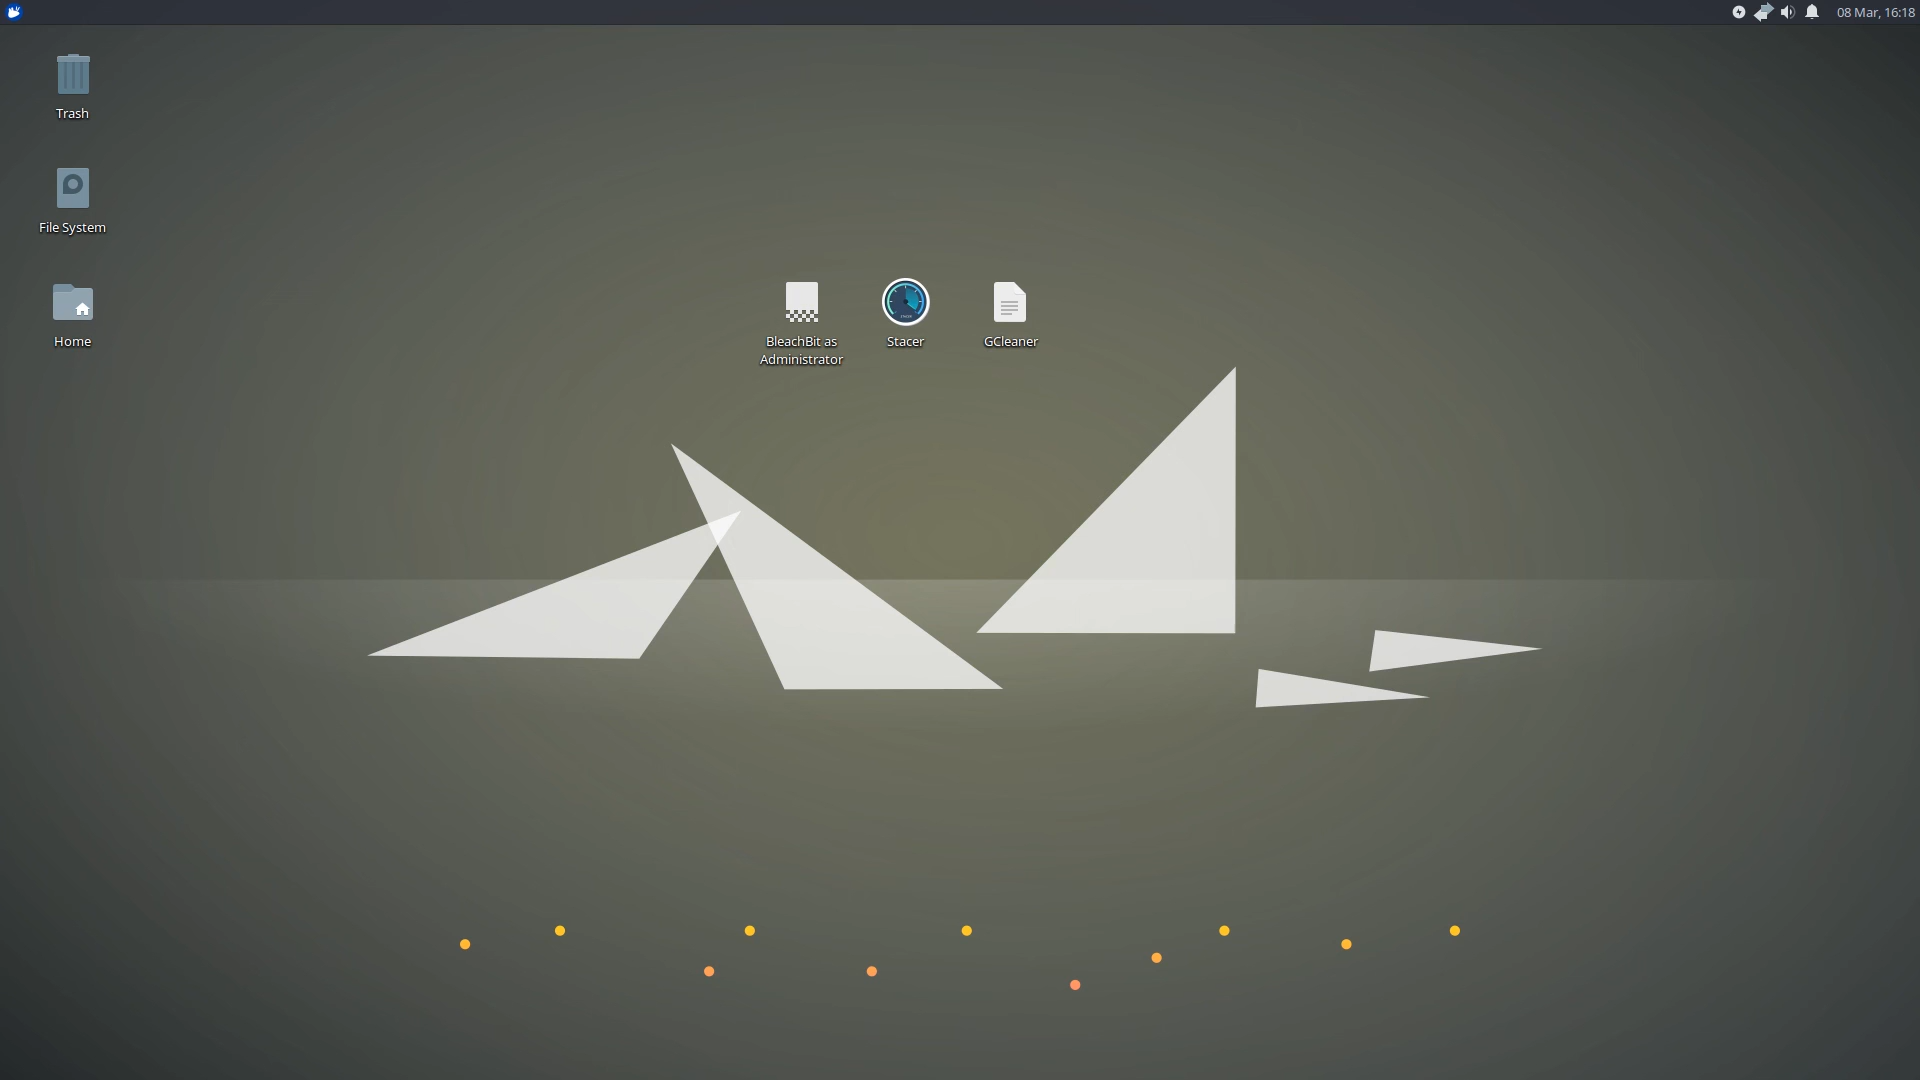 08 Mar, 16:18
Trash
File System
Home
BleachBit as
Administrator
Stacer
GCleaner